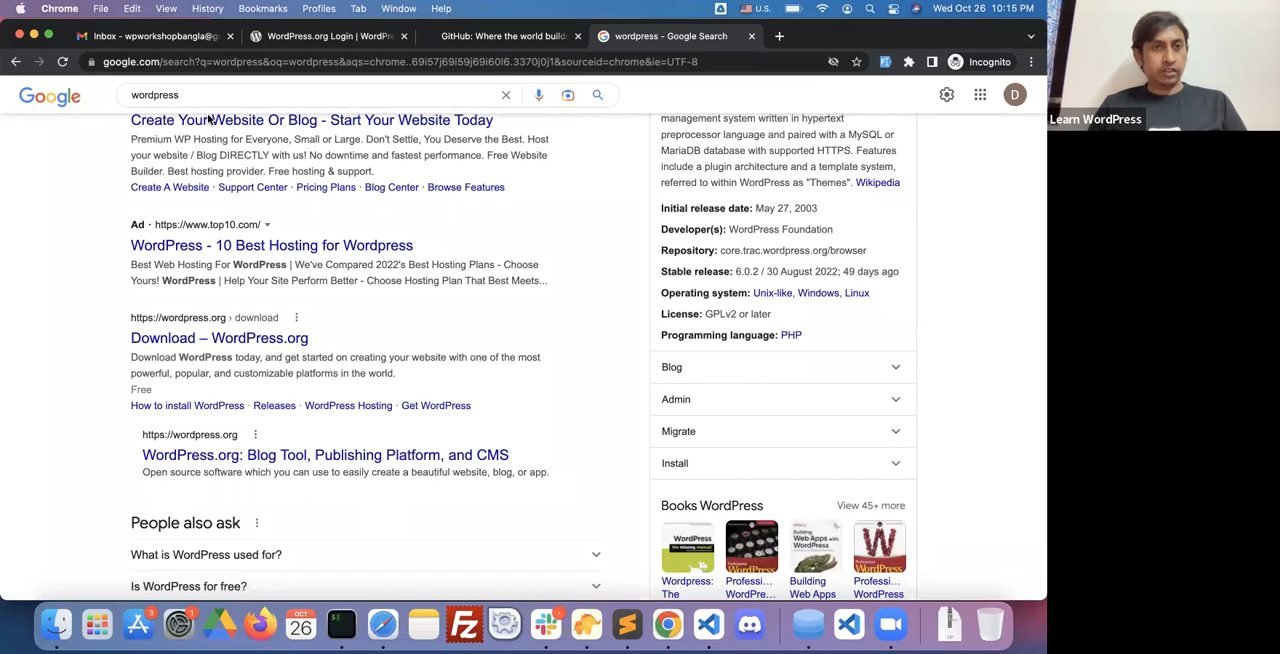 Chrome File Edit View History Bookmarks Profiles Tab Window Help
U.S. Wed Oct 26 10:15 PM
Inbox - wpworkshopbangla@g
WordPress.org Login | WordPr
GitHub: Where the world build
wordpress - Google Search
google.com/search?q=wordpress&oq=wordpress&aqs=chrome..69i57j69i59j69i60l6.3370j0j1&sourceid=chrome&ie=UTF-8
Incognito
Google
wordpress
D
Learn WordPress
Create Your Website Or Blog - Start Your Website Today
Premium WP Hosting for Everyone, Small or Large. Don't Settle, You Deserve the Best. Host
your website / Blog DIRECTLY with us! No downtime and fastest performance. Free Website
Builder. Best hosting provider. Free hosting & support.
Create A Website · Support Center · Pricing Plans · Blog Center · Browse Features
Ad · https://www.top10.com/
WordPress - 10 Best Hosting for Wordpress
Best Web Hosting For WordPress | We've Compared 2022's Best Hosting Plans - Choose
Yours! WordPress | Help Your Site Perform Better - Choose Hosting Plan That Best Meets...
https://wordpress.org › download
Download – WordPress.org
Download WordPress today, and get started on creating your website with one of the most
powerful, popular, and customizable platforms in the world.
Free
How to install WordPress · Releases · WordPress Hosting · Get WordPress
https://wordpress.org
WordPress.org: Blog Tool, Publishing Platform, and CMS
Open source software which you can use to easily create a beautiful website, blog, or app.
People also ask
What is WordPress used for?
Is WordPress for free?
management system written in hypertext
preprocessor language and paired with a MySQL or
MariaDB database with supported HTTPS. Features
include a plugin architecture and a template system,
referred to within WordPress as "Themes". Wikipedia
Initial release date: May 27, 2003
Developer(s): WordPress Foundation
Repository: core.trac.wordpress.org/browser
Stable release: 6.0.2 / 30 August 2022; 49 days ago
Operating system: Unix-like, Windows, Linux
License: GPLv2 or later
Programming language: PHP
Blog
Admin
Migrate
Install
Books WordPress
View 45+ more
WordPress
Wordpress:
The
Professi...
WordPre...
Building
Web Apps
Professi...
WordPress
3
1
OCT
26
Fz
ZIP